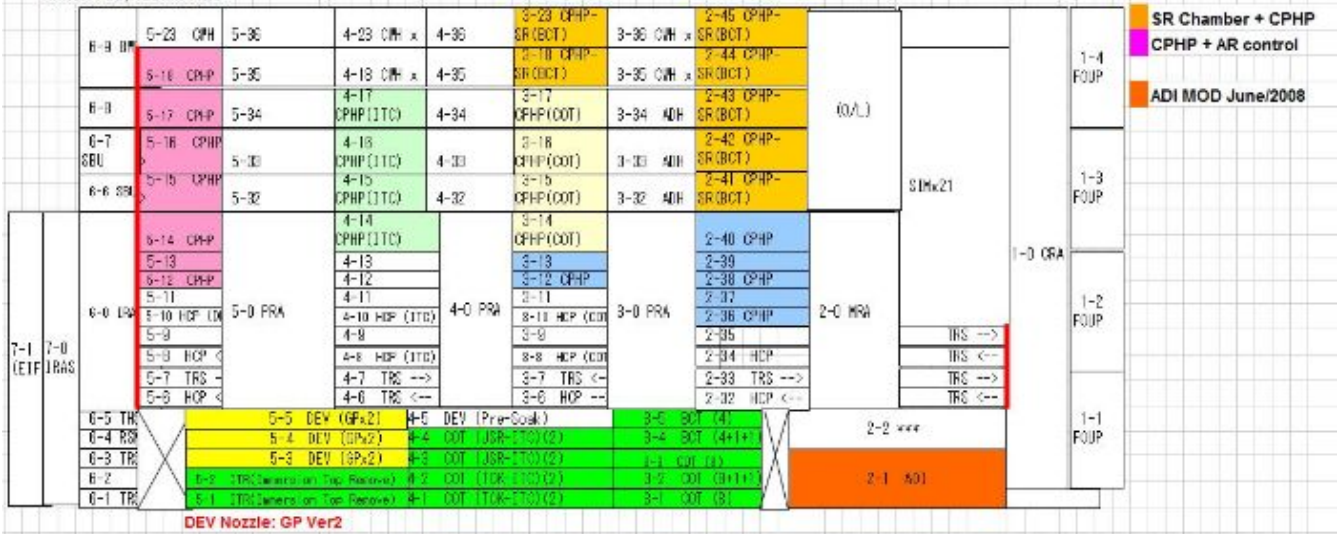 3-23 CPHP-
2-45 CPHP-
SR Chamber + CPHP
6-9
5-23 CWH
5-36
4-23 CWH x
4-36
SR(BCT)
3-36 CWH x
SR(BCT)
CPHP + AR control
3-18 CPHP-
2-44 CPHP-
1-4
FOUP
5-18 CPHP
5-35
4-18 CWH x
4-35
SR(BCT)
3-35 CWH x
SR(BCT)
ADI MOD June/2008
6-8
5-17 CPHP
5-34
4-17
CPHP(ITC)
4-34
3-17
CPHP(COT)
3-34 ADH
2-43 CPHP-
SR(BCT)
(O/L)
6-7
SBU
5-16 CPHP
5-33
4-16
CPHP(ITC)
4-33
3-16
CPHP(COT)
3-33 ADH
2-42 CPHP-
SR(BCT)
6-6 SBU
5-15 CPHP
5-32
4-15
CPHP(ITC)
4-32
3-15
CPHP(COT)
3-32 ADH
2-41 CPHP-
SR(BCT)
SIMx21
1-3
FOUP
5-14 CPHP
4-14
CPHP(ITC)
3-14
CPHP(COT)
2-40 CPHP
1-0 CRA
5-13
4-13
3-13
2-39
5-12 CPHP
4-12
3-12 CPHP
2-38 CPHP
5-11
4-11
3-11
2-37
6-0 IRA
5-10 HCP
5-0 PRA
4-10 HCP (ITC)
4-0 PRA
3-10 HCP (COT
3-0 PRA
2-36 CPHP
2-0 MRA
1-2
FOUP
5-9
4-9
3-9
2-35
TRS -->
7-1
(ETF
7-0
IRAS
5-8 HCP <
4-8 HCP (ITC)
3-8 HCP (COT
2-34 HCP
TRS <--
5-7 TRS -
4-7 TRS -->
3-7 TRS <-
2-33 TRS -->
TRS -->
5-6 HCP <
4-6 TRS <--
3-6 HCP --
2-32 HCP <--
TRS <--
6-5
5-5 DEV (GPx2)
4-5 DEV (Pre-Soak)
3-5 BCT (4)
2-2 ***
1-1
FOUP
6-4
5-4 DEV (GPx2)
4-4 COT (JSR-ITC)(2)
3-4 BCT (4+1+1)
6-3
5-3 DEV (GPx2)
4-3 COT (JSR-ITC)(2)
3-3 COT (8)
2-1 ADI
6-2
5-2 ITR(Immersion Top Remove)
4-2 COT (TOK-ITC)(2)
3-2 COT (8+1+1)
6-1
5-1 ITR(Immersion Top Remove)
4-1 COT (TOK-ITC)(2)
3-1 COT (8)
DEV Nozzle: GP Ver2